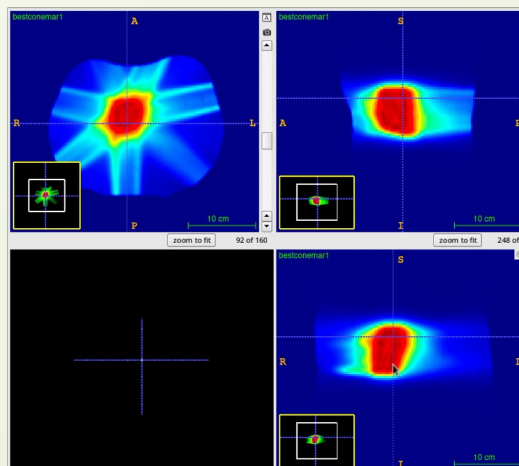 bestconemar1
A
A
R
L
P
10 cm
zoom to fit
92 of 160
bestconemar1
S
A
I
10 cm
zoom to fit
248 of
bestconemar1
S
R
I
10 cm